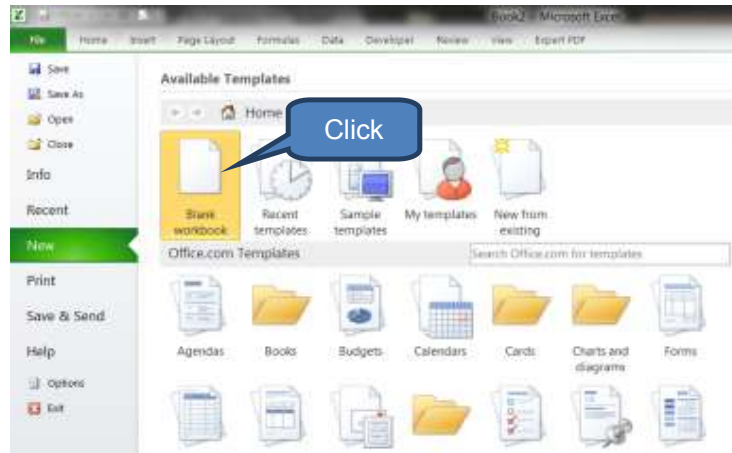 Book2 - Microsoft Excel
File Home Insert Page Layout Formulas Data Developer Review View Expert PDF
Save
Save As
Open
Close
Info
Recent
New
Print
Save & Send
Help
Options
Exit
Available Templates
Home
Click
Blank workbook
Recent templates
Sample templates
My templates
New from existing
Office.com Templates
Search Office.com for templates
Agendas
Books
Budgets
Calendars
Cards
Charts and diagrams
Forms